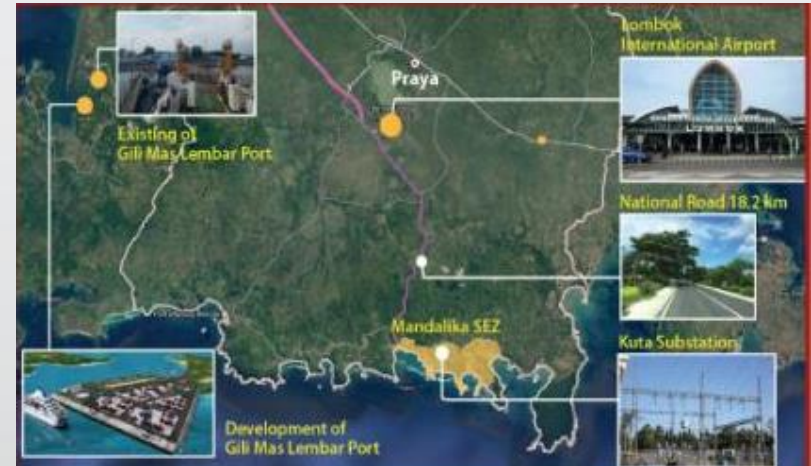 Lombok
International Airport
Praya
LOMBOK
Existing of
Gili Mas Lembar Port
National Road 18.2 km
Mandalika SEZ
Kuta Substation
Development of
Gili Mas Lembar Port